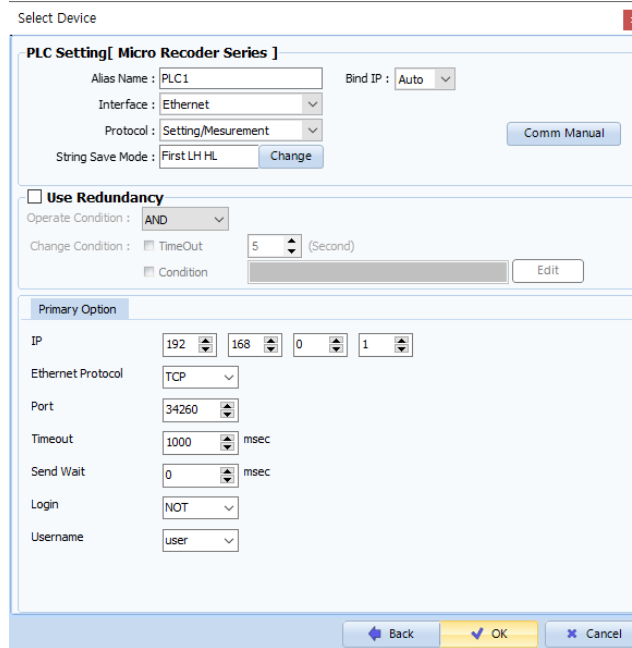 Select Device
PLC Setting[ Micro Recoder Series ]
Alias Name : PLC1 Bind IP : Auto
Interface : Ethernet
Protocol : Setting/Mesurement Comm Manual
String Save Mode : First LH HL Change
Use Redundancy
Operate Condition : AND
Change Condition : TimeOut 5 (Second)
Condition Edit
Primary Option
IP 192 168 0 1
Ethernet Protocol TCP
Port 34260
Timeout 1000 msec
Send Wait 0 msec
Login NOT
Username user
Back OK Cancel